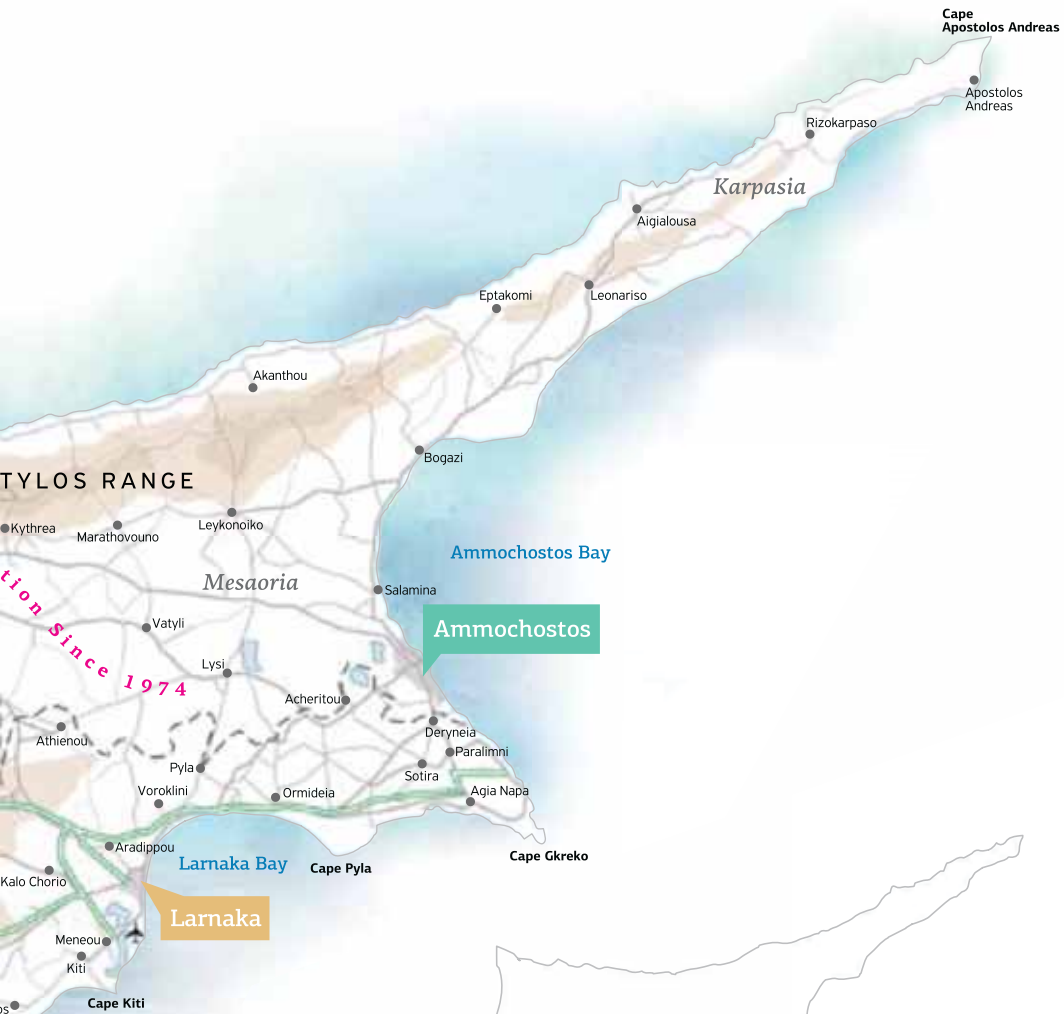 Cape
Apostolos Andreas
Apostolos
Andreas
Rizokarpaso
Karpasia
Aigialousa
Eptakomi
Leonariso
Akanthou
Bogazi
TYLOS RANGE
Kythrea
Marathovouno
Leykonoiko
Ammochostos Bay
Mesaoria
Salamina
tion Since 1974
Ammochostos
Vatyli
Lysi
Acheritou
Athienou
Deryneia
Paralimni
Pyla
Sotira
Voroklini
Ormideia
Agia Napa
Aradippou
Larnaka Bay
Cape Pyla
Cape Gkreko
Kalo Chorio
Larnaka
Meneou
Kiti
Cape Kiti
os